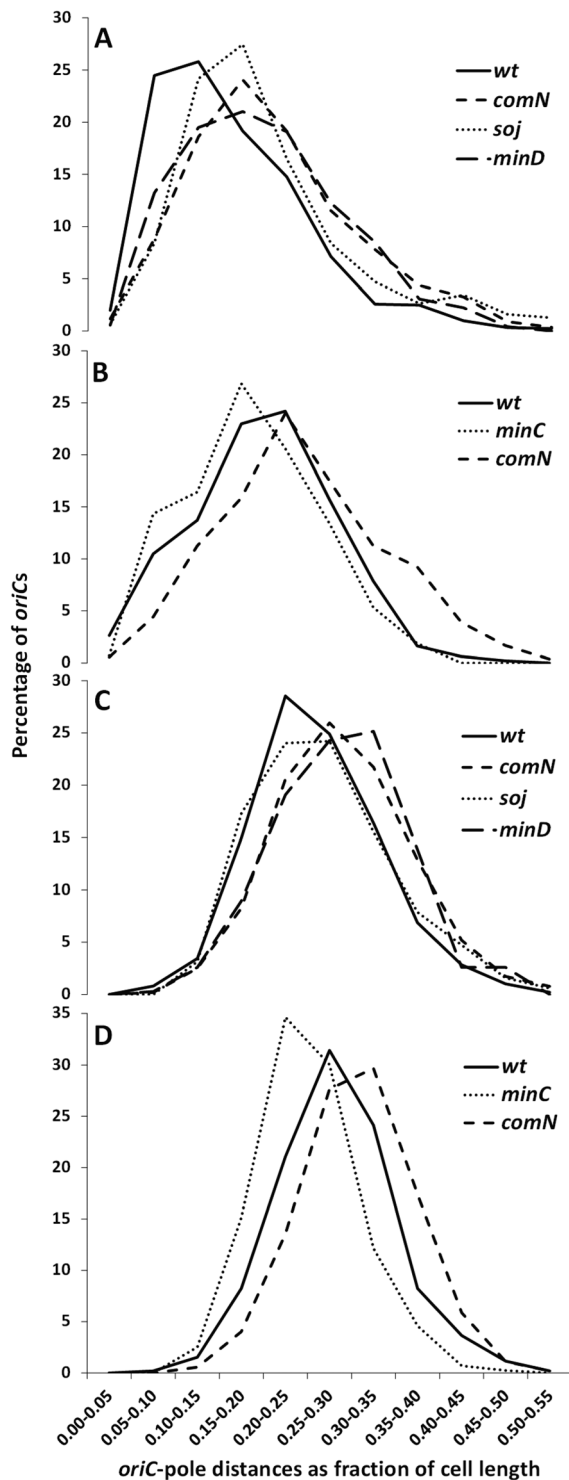 A
30
25
20
15
10
5
0
wt
comN
soj
minD
B
30
25
20
15
10
5
0
wt
minC
comN
Percentage of oriCs
C
30
25
20
15
10
5
0
wt
comN
soj
minD
D
35
30
25
20
15
10
5
0
wt
minC
comN
0.00-0.05
0.05-0.10
0.10-0.15
0.15-0.20
0.20-0.25
0.25-0.30
0.30-0.35
0.35-0.40
0.40-0.45
0.45-0.50
0.50-0.55
oriC-pole distances as fraction of cell length